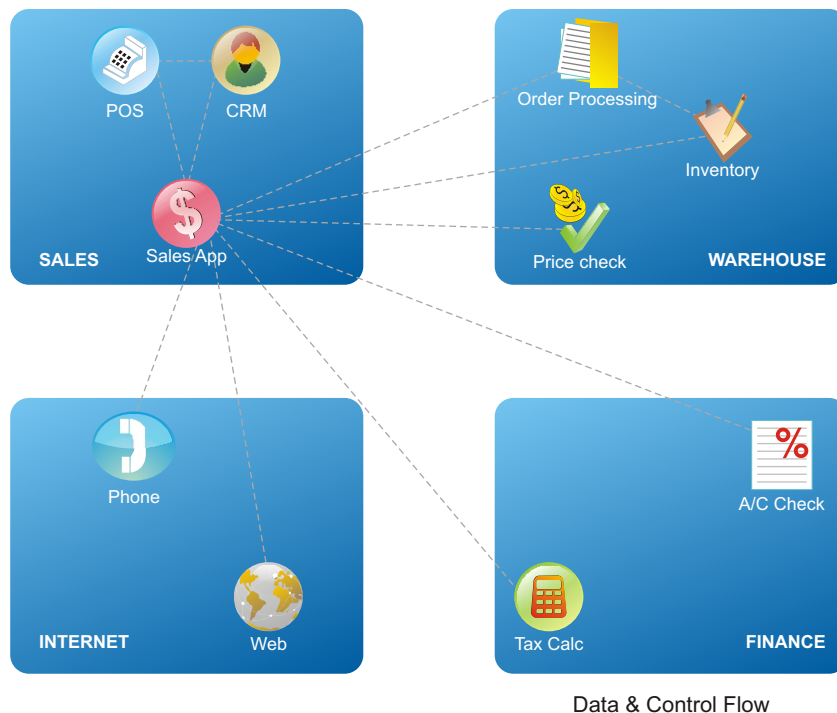 POS
CRM
Sales App
SALES
Order Processing
Inventory
Price check
WAREHOUSE
Phone
Web
INTERNET
A/C Check
Tax Calc
FINANCE
Data & Control Flow